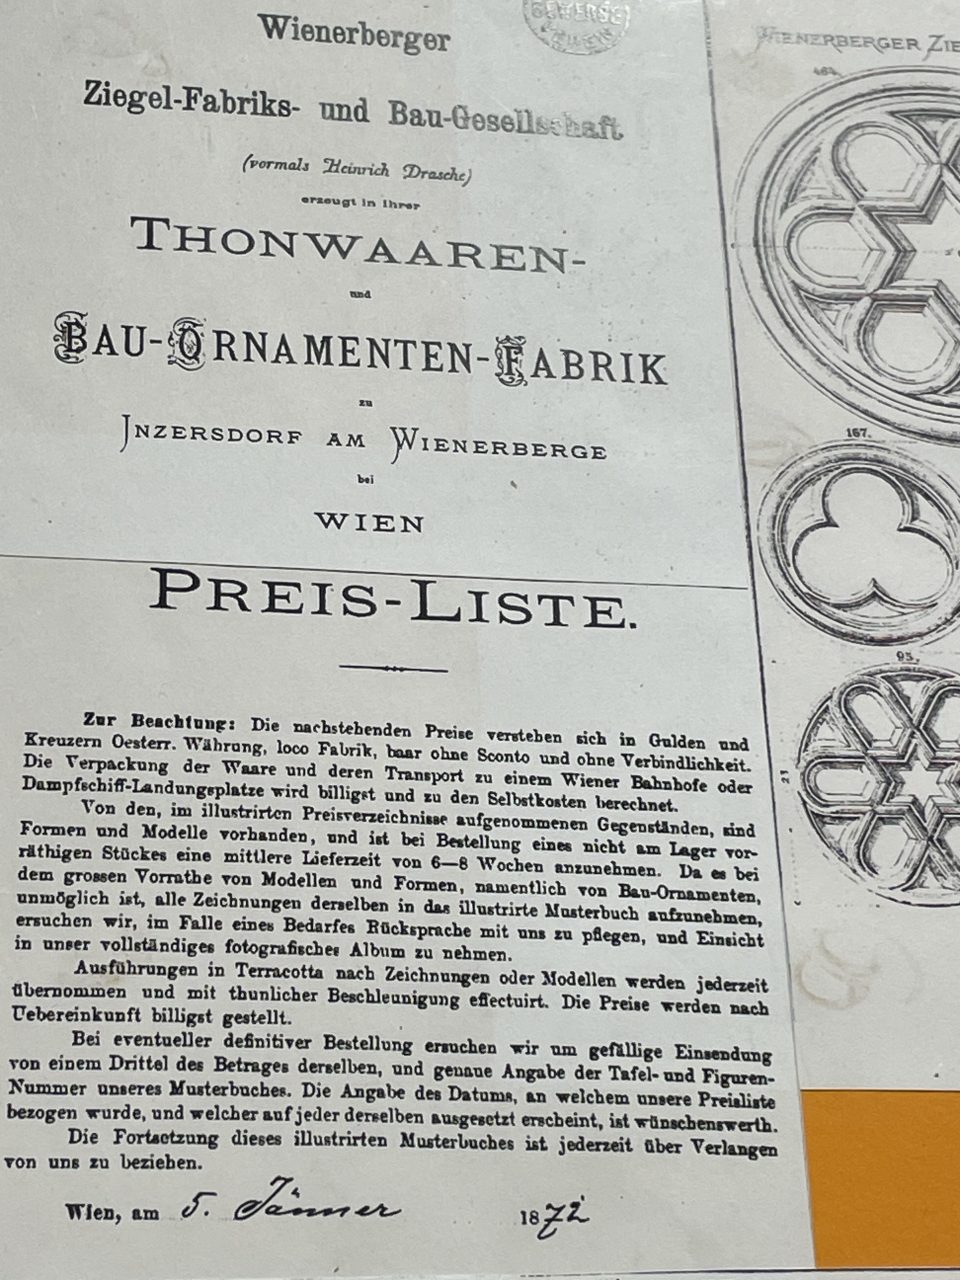 Wienerberger
Ziegel-Fabriks- und Bau-Gesellschaft
(vormals Heinrich Drasche)
erzeugt in ihrer
THONWAAREN-
und
BAU-ORNAMENTEN-FABRIK
zu
INZERSDORF AM WIENERBERGE
bei
WIEN
PREIS-LISTE.
Zur Beachtung: Die nachstehenden Preise verstehen sich in Gulden und
Kreuzern Oesterr. Währung, loco Fabrik, baar ohne Sconto und ohne Verbindlichkeit.
Die Verpackung der Waare und deren Transport zu einem Wiener Bahnhofe oder
Dampfschiff-Landungsplatze wird billigst und zu den Selbstkosten berechnet.
Von den, im illustrirten Preisverzeichnisse aufgenommenen Gegenständen, sind
Formen und Modelle vorhanden, und ist bei Bestellung eines nicht am Lager vor-
räthigen Stückes eine mittlere Lieferzeit von 6—8 Wochen anzunehmen. Da es bei
dem grossen Vorrathe von Modellen und Formen, namentlich von Bau-Ornamenten,
unmöglich ist, alle Zeichnungen derselben in das illustrirte Musterbuch aufzunehmen,
ersuchen wir, im Falle eines Bedarfes Rücksprache mit uns zu pflegen, und Einsicht
in unser vollständiges fotografisches Album zu nehmen.
Ausführungen in Terracotta nach Zeichnungen oder Modellen werden jederzeit
übernommen und mit thunlicher Beschleunigung effectuirt. Die Preise werden nach
Uebereinkunft billigst gestellt.
Bei eventueller definitiver Bestellung ersuchen wir um gefällige Einsendung
von einem Drittel des Betrages derselben, und genaue Angabe der Tafel- und Figuren-
Nummer unseres Musterbuches. Die Angabe des Datums, an welchem unsere Preisliste
bezogen wurde, und welcher auf jeder derselben ausgesetzt erscheint, ist wünschenswerth.
Die Fortsetzung dieses illustrirten Musterbuches ist jederzeit über Verlangen
von uns zu beziehen.
Wien, am 5. Jänner 1872
WIENERBERGER ZIE
167.
93.
21